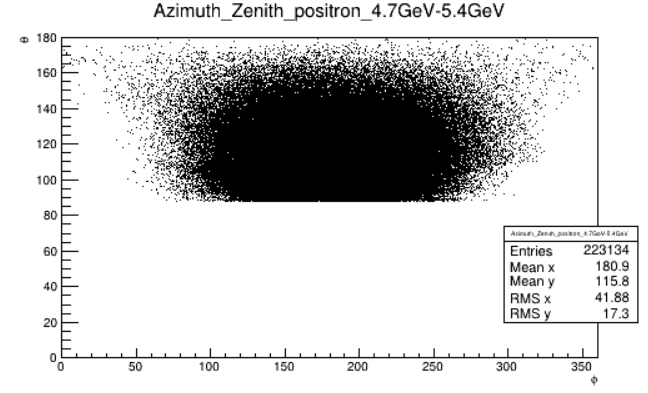 Azimuth_Zenith_positron_4.7GeV-5.4GeV
θ
180
160
140
120
100
80
60
40
20
0
0 50 100 150 200 250 300 350
ϕ
Azimuth_Zenith_positron_4.7GeV-5.4GeV
Entries 223134
Mean x 180.9
Mean y 115.8
RMS x 41.88
RMS y 17.3